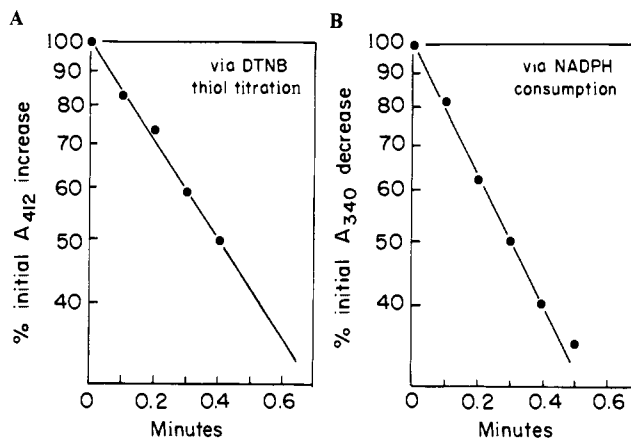 A
% initial A412 increase
100
90
80
70
60
50
40
via DTNB
thiol titration
0 0.2 0.4 0.6
Minutes
B
% initial A340 decrease
100
90
80
70
60
50
40
via NADPH
consumption
0 0.2 0.4 0.6
Minutes